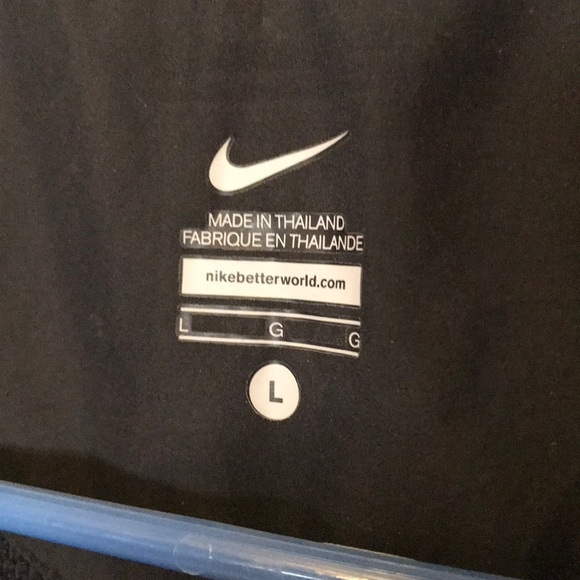 MADE IN THAILAND
FABRIQUE EN THAILANDE
nikebetterworld.com
L G G
L